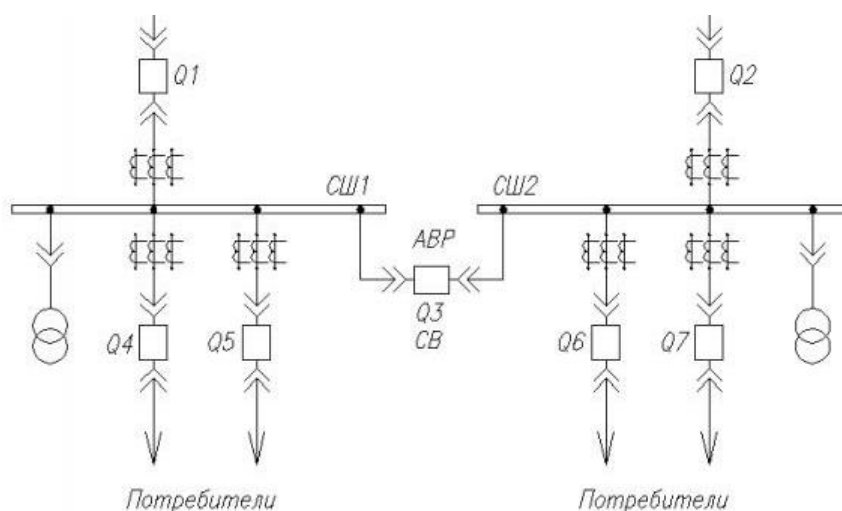 Q1
Q2
СШ1
СШ2
АВР
Q3
СВ
Q4
Q5
Q6
Q7
Потребители
Потребители